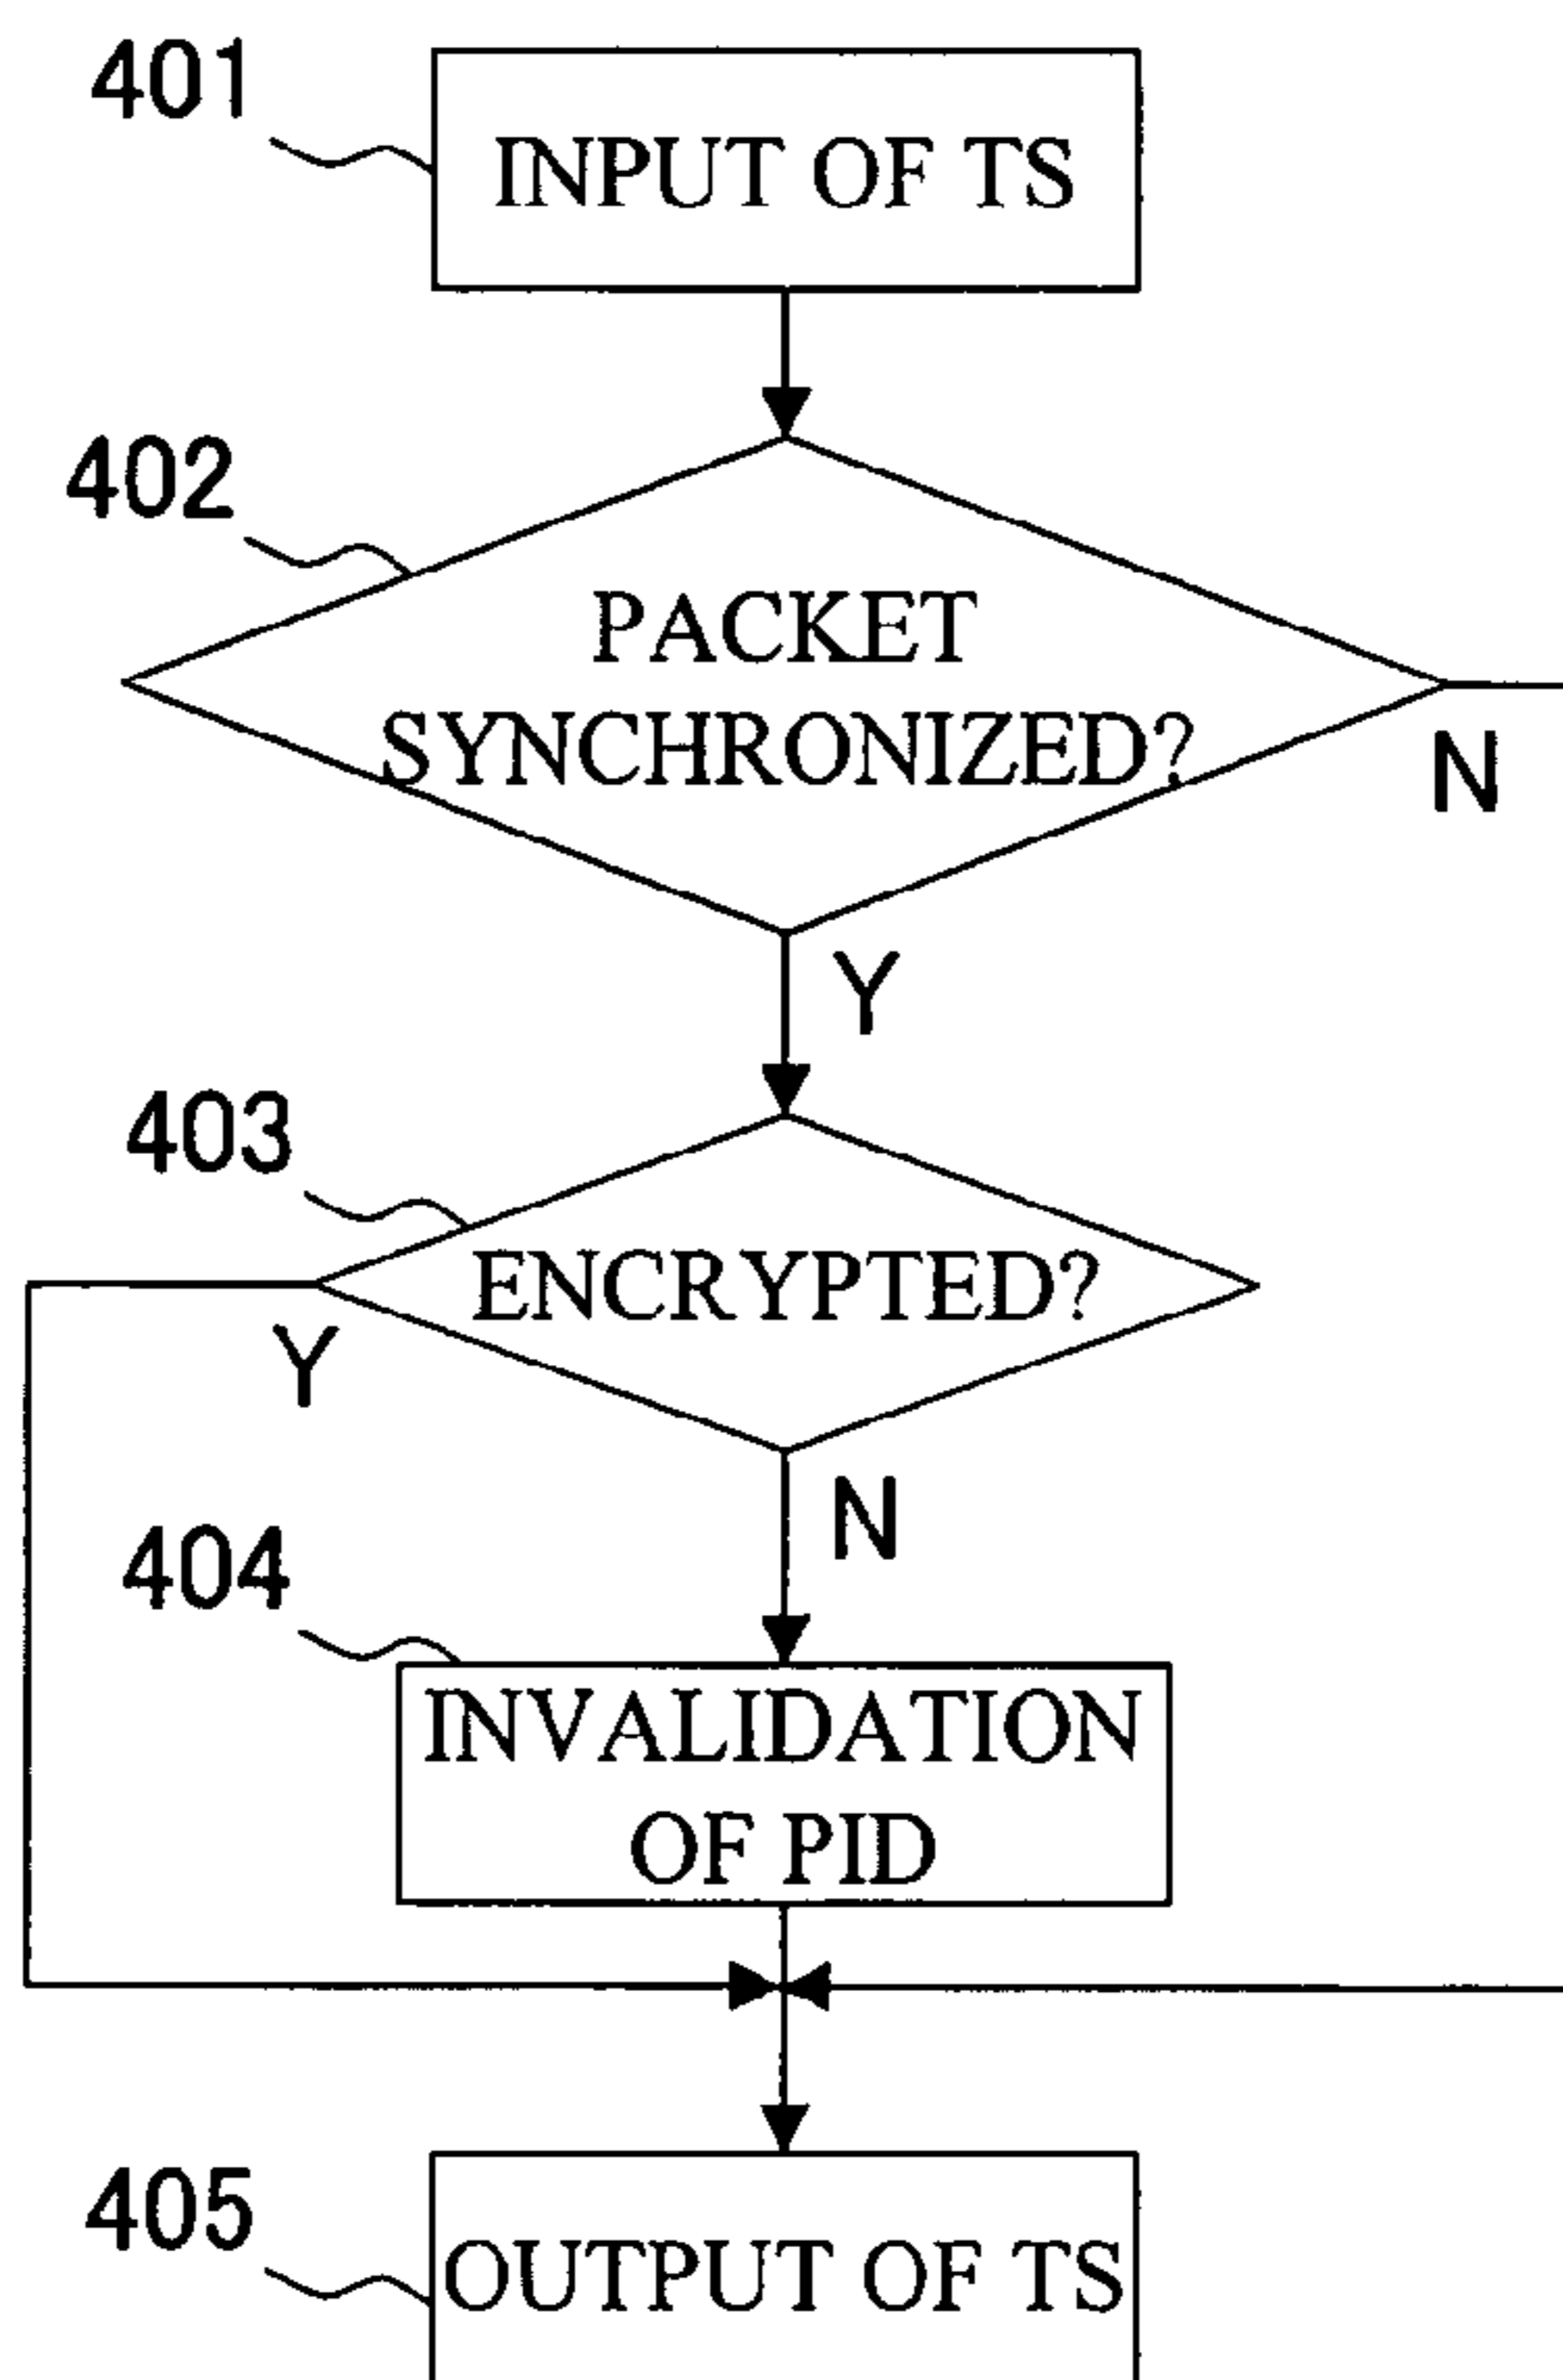 401
INPUT OF TS
402
PACKET
SYNCHRONIZED?
N
Y
403
ENCRYPTED?
Y
N
404
INVALIDATION
OF PID
405
OUTPUT OF TS